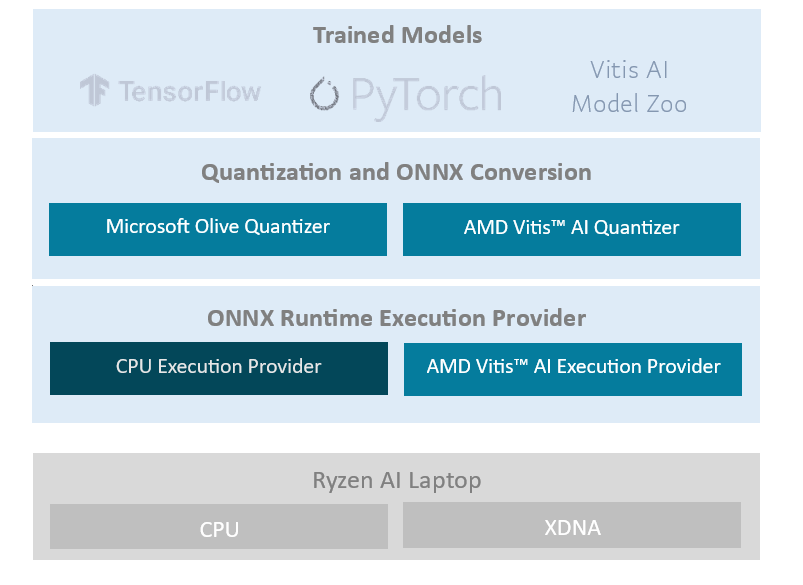 Trained Models
TensorFlow
PyTorch
Vitis AI
Model Zoo
Quantization and ONNX Conversion
Microsoft Olive Quantizer
AMD Vitis™ AI Quantizer
ONNX Runtime Execution Provider
CPU Execution Provider
AMD Vitis™ AI Execution Provider
Ryzen AI Laptop
CPU
XDNA